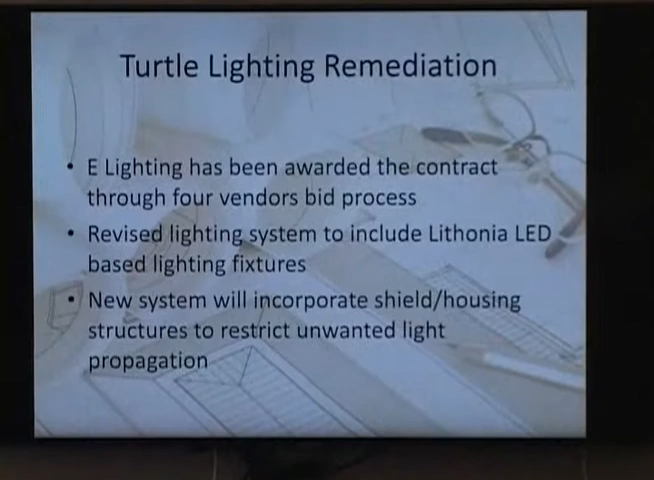 Turtle Lighting Remediation
• E Lighting has been awarded the contract
through four vendors bid process
• Revised lighting system to include Lithonia LED
based lighting fixtures
• New system will incorporate shield/housing
structures to restrict unwanted light
propagation